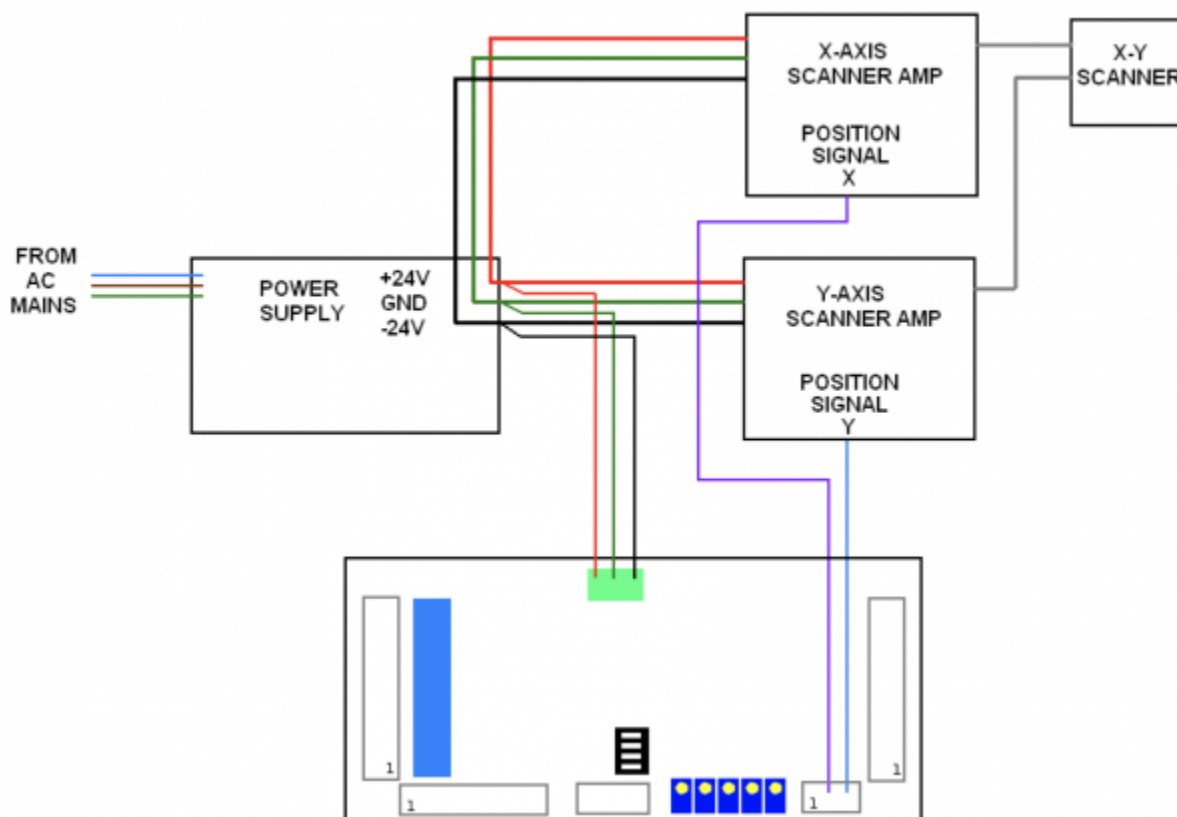 X-AXIS
SCANNER AMP
POSITION
SIGNAL
X
X-Y
SCANNER
FROM
AC
MAINS
POWER
SUPPLY
+24V
GND
-24V
Y-AXIS
SCANNER AMP
POSITION
SIGNAL
Y
1
1
1
1